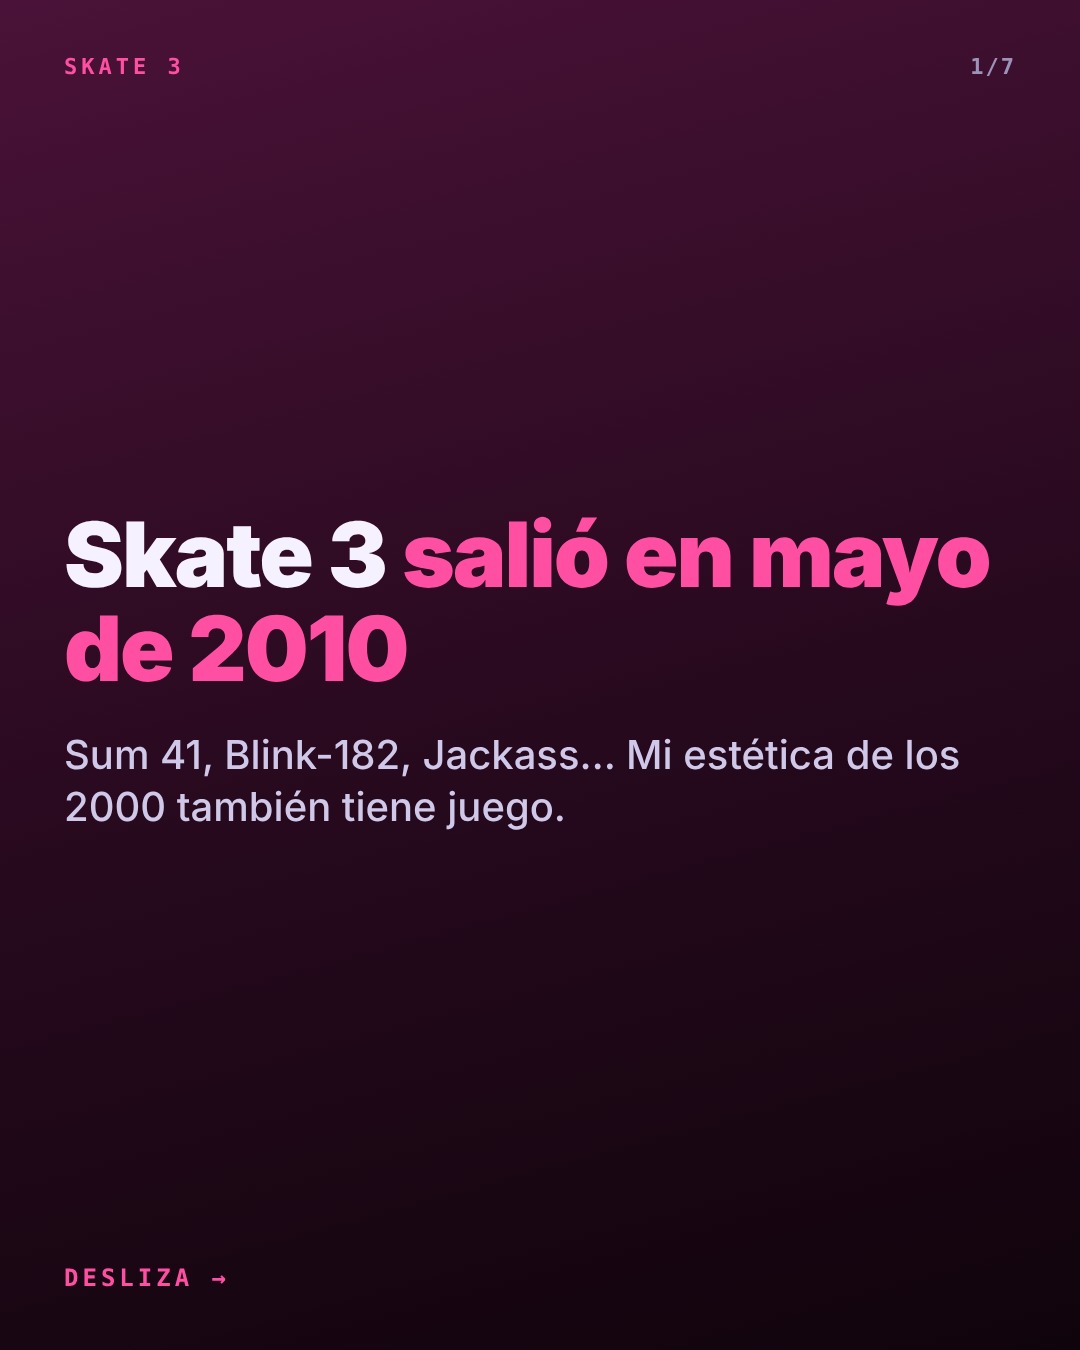 SKATE 3
1/7
Skate 3 salió en mayo
de 2010
Sum 41, Blink-182, Jackass... Mi estética de los
2000 también tiene juego.
DESLIZA →